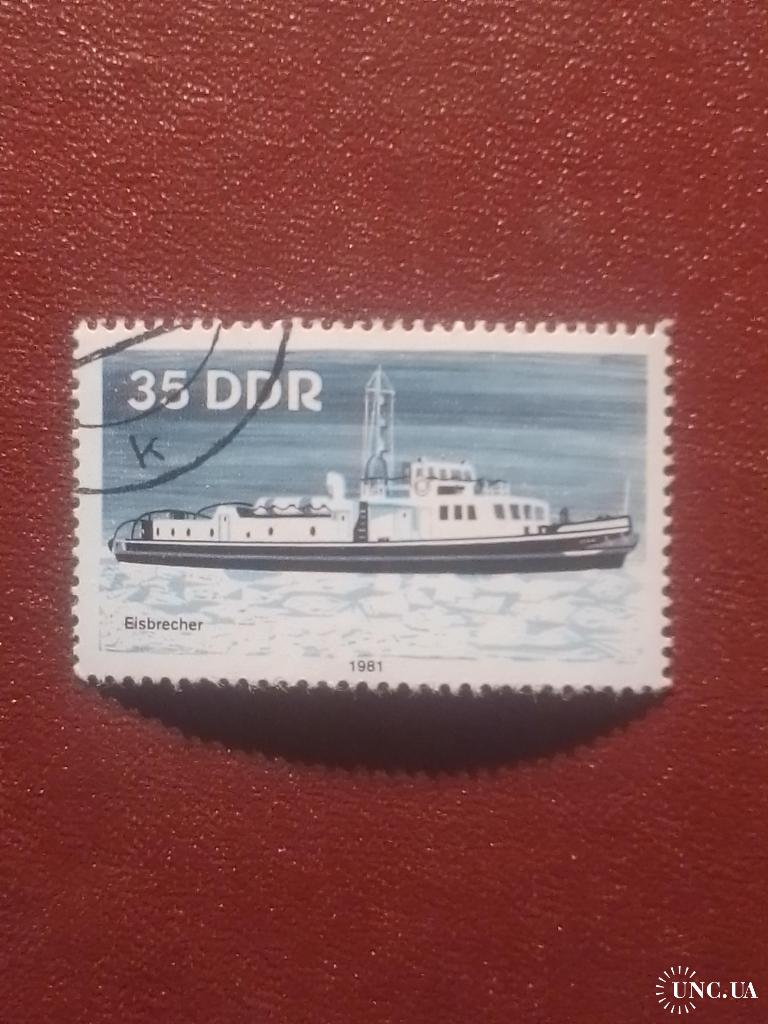 35 DDR
K
Eisbrecher
1981
UNC.UA